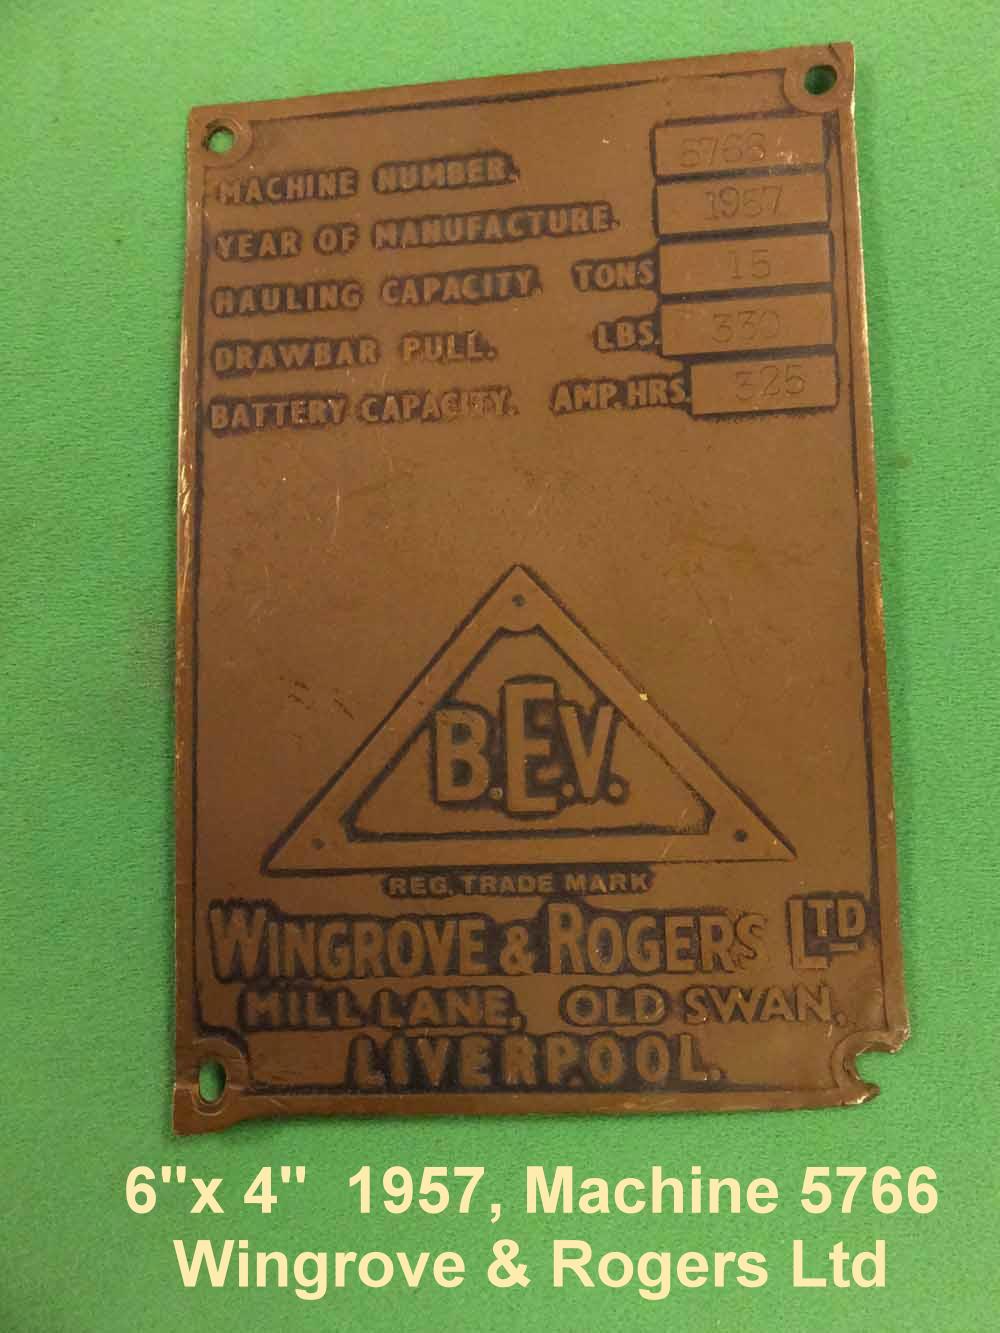 MACHINE NUMBER. 5766
YEAR OF MANUFACTURE. 1957
HAULING CAPACITY. TONS 15
DRAWBAR PULL. LBS. 330
BATTERY CAPACITY. AMP. HRS. 325
B.E.V.
REG. TRADE MARK
WINGROVE & ROGERS LTD
MILL LANE, OLD SWAN,
LIVERPOOL.
6"x 4" 1957, Machine 5766
Wingrove & Rogers Ltd